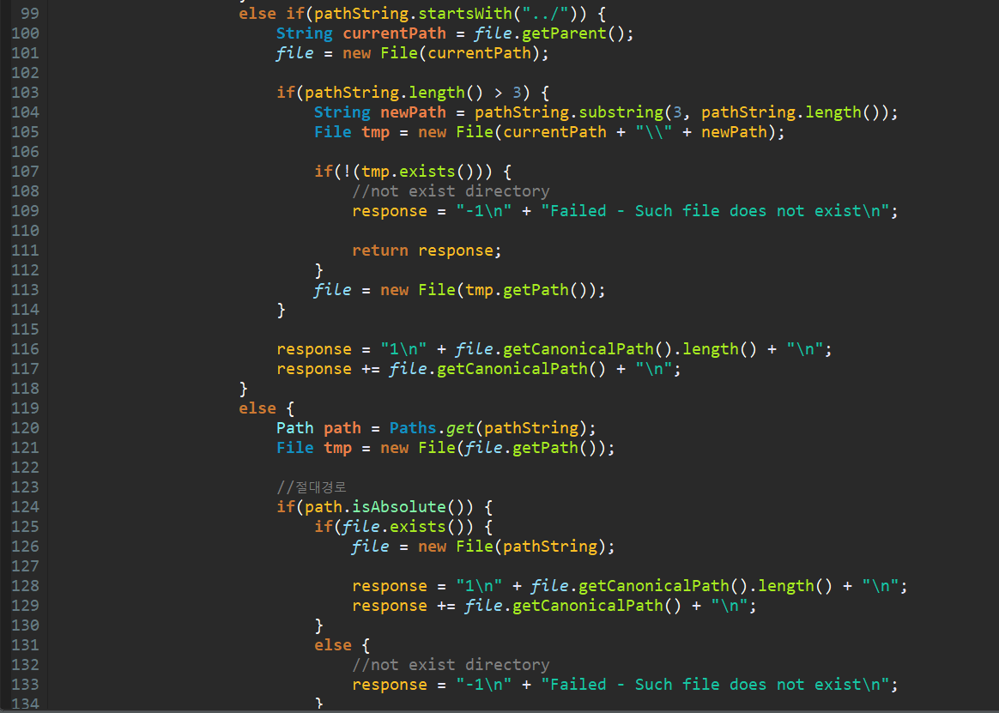 99 else if(pathString.startsWith("../")) {
100 String currentPath = file.getParent();
101 file = new File(currentPath);
102
103 if(pathString.length() > 3) {
104 String newPath = pathString.substring(3, pathString.length());
105 File tmp = new File(currentPath + "\\" + newPath);
106
107 if(!(tmp.exists())) {
108 //not exist directory
109 response = "-1\n" + "Failed - Such file does not exist\n";
110
111 return response;
112 }
113 file = new File(tmp.getPath());
114 }
115
116 response = "1\n" + file.getCanonicalPath().length() + "\n";
117 response += file.getCanonicalPath() + "\n";
118 }
119 else {
120 Path path = Paths.get(pathString);
121 File tmp = new File(file.getPath());
122
123 //절대경로
124 if(path.isAbsolute()) {
125 if(file.exists()) {
126 file = new File(pathString);
127
128 response = "1\n" + file.getCanonicalPath().length() + "\n";
129 response += file.getCanonicalPath() + "\n";
130 }
131 else {
132 //not exist directory
133 response = "-1\n" + "Failed - Such file does not exist\n";
134 }